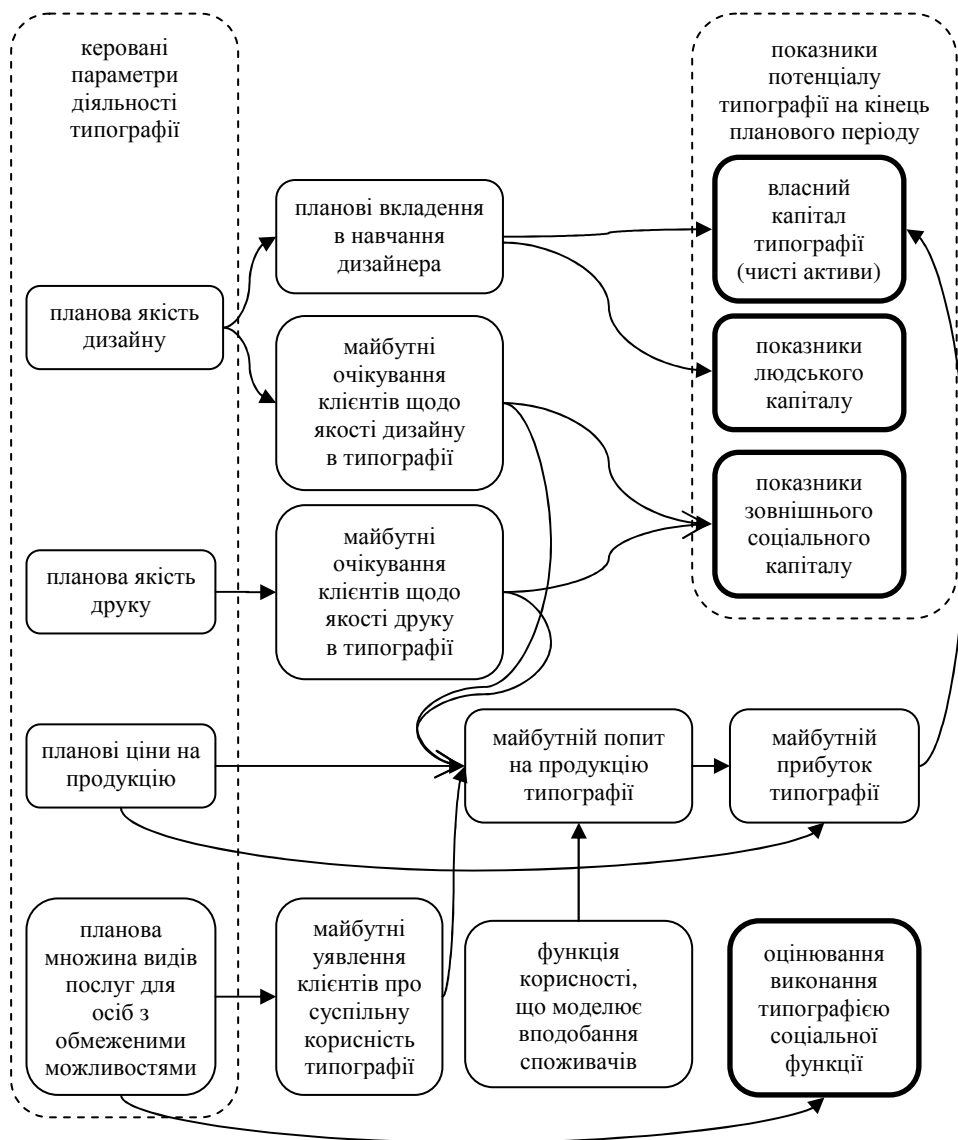 керовані
параметри
діяльності
типографії
показники
потенціалу
типографії на кінець
планового періоду
планові вкладення
в навчання
дизайнера
власний
капітал
типографії
(чисті активи)
планова якість
дизайну
майбутні
очікування
клієнтів щодо
якості дизайну
в типографії
показники
людського
капіталу
показники
зовнішнього
соціального
капіталу
планова якість
друку
майбутні
очікування
клієнтів щодо
якості друку
в типографії
планові ціни на
продукцію
майбутній попит
на продукцію
типографії
майбутній
прибуток
типографії
планова
множина видів
послуг для
осіб з
обмеженими
можливостями
майбутні
уявлення
клієнтів про
суспільну
корисність
типографії
функція
корисності,
що моделює
вподобання
споживачів
оцінювання
виконання
типографією
соціальної
функції